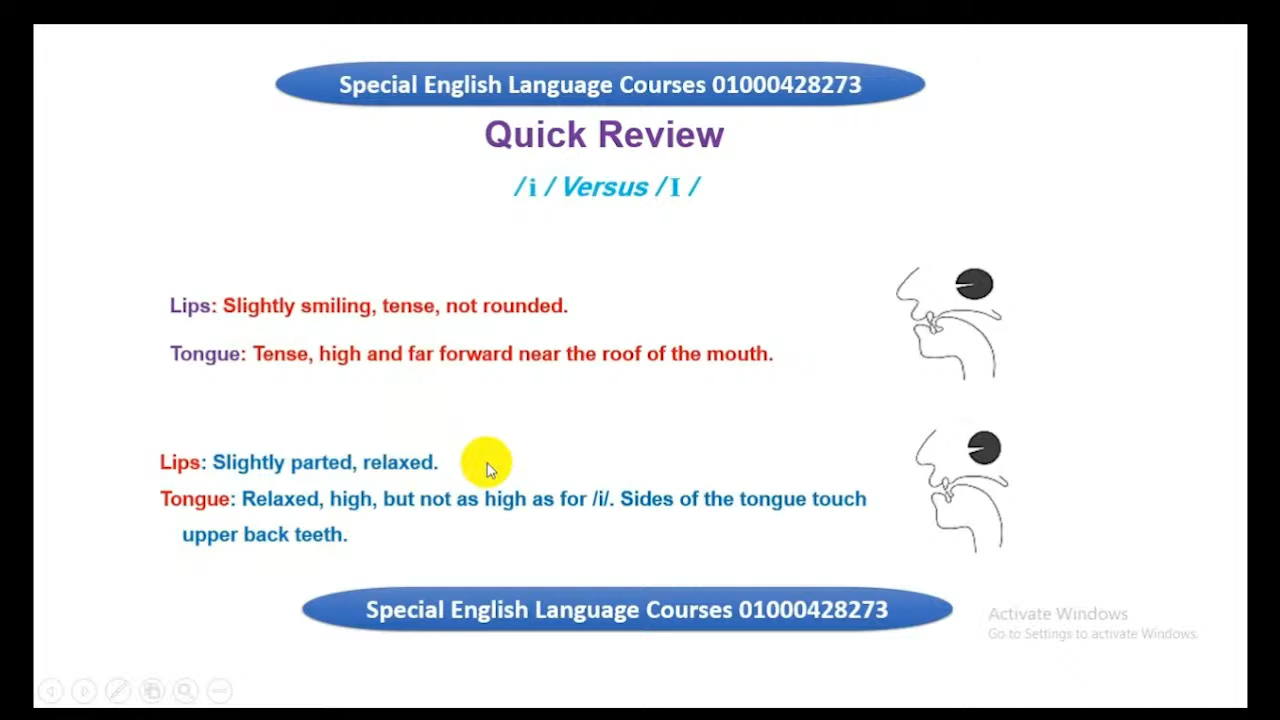 Special English Language Courses 01000428273
Quick Review
/ i / Versus / I /
Lips: Slightly smiling, tense, not rounded.
Tongue: Tense, high and far forward near the roof of the mouth.
Lips: Slightly parted, relaxed.
Tongue: Relaxed, high, but not as high as for /i/. Sides of the tongue touch
upper back teeth.
Special English Language Courses 01000428273
Activate Windows
Go to Settings to activate Windows.